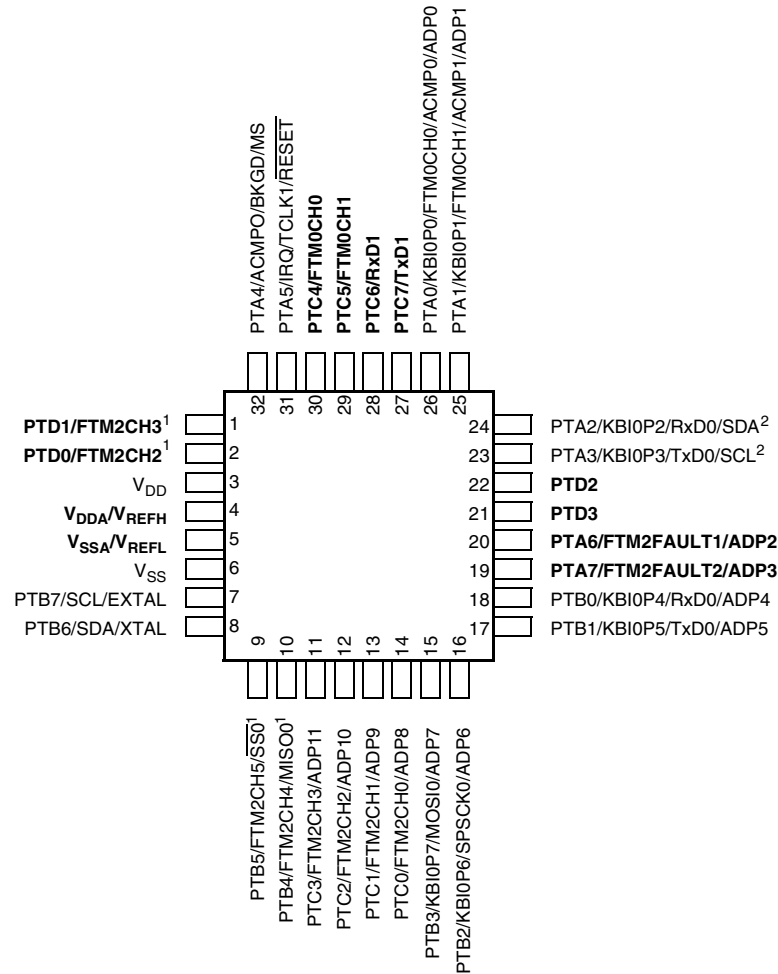 PTA4/ACMPO/BKGD/MS
PTA5/IRQ/TCLK1/RESET
PTC4/FTM0CH0
PTC5/FTM0CH1
PTC6/RxD1
PTC7/TxD1
PTA0/KBI0P0/FTM0CH0/ACMP0/ADP0
PTA1/KBI0P1/FTM0CH1/ACMP1/ADP1
32 31 30 29 28 27 26 25
PTD1/FTM2CH3¹ 1
PTD0/FTM2CH2¹ 2
VDD 3
VDDA/VREFH 4
VSSA/VREFL 5
VSS 6
PTB7/SCL/EXTAL 7
PTB6/SDA/XTAL 8
24 PTA2/KBI0P2/RxD0/SDA²
23 PTA3/KBI0P3/TxD0/SCL²
22 PTD2
21 PTD3
20 PTA6/FTM2FAULT1/ADP2
19 PTA7/FTM2FAULT2/ADP3
18 PTB0/KBI0P4/RxD0/ADP4
17 PTB1/KBI0P5/TxD0/ADP5
9 10 11 12 13 14 15 16
PTB5/FTM2CH5/SS0¹
PTB4/FTM2CH4/MISO0¹
PTC3/FTM2CH3/ADP11
PTC2/FTM2CH2/ADP10
PTC1/FTM2CH1/ADP9
PTC0/FTM2CH0/ADP8
PTB3/KBI0P7/MOSI0/ADP7
PTB2/KBI0P6/SPSCK0/ADP6